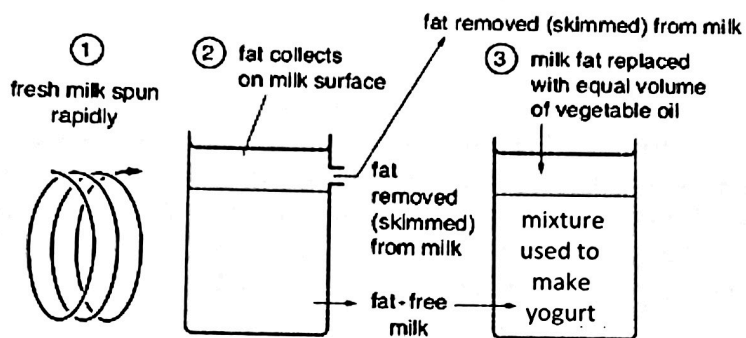 fat removed (skimmed) from milk
1
fresh milk spun
rapidly
2 fat collects
on milk surface
fat
removed
(skimmed)
from milk
fat-free
milk
3 milk fat replaced
with equal volume
of vegetable oil
mixture
used to
make
yogurt